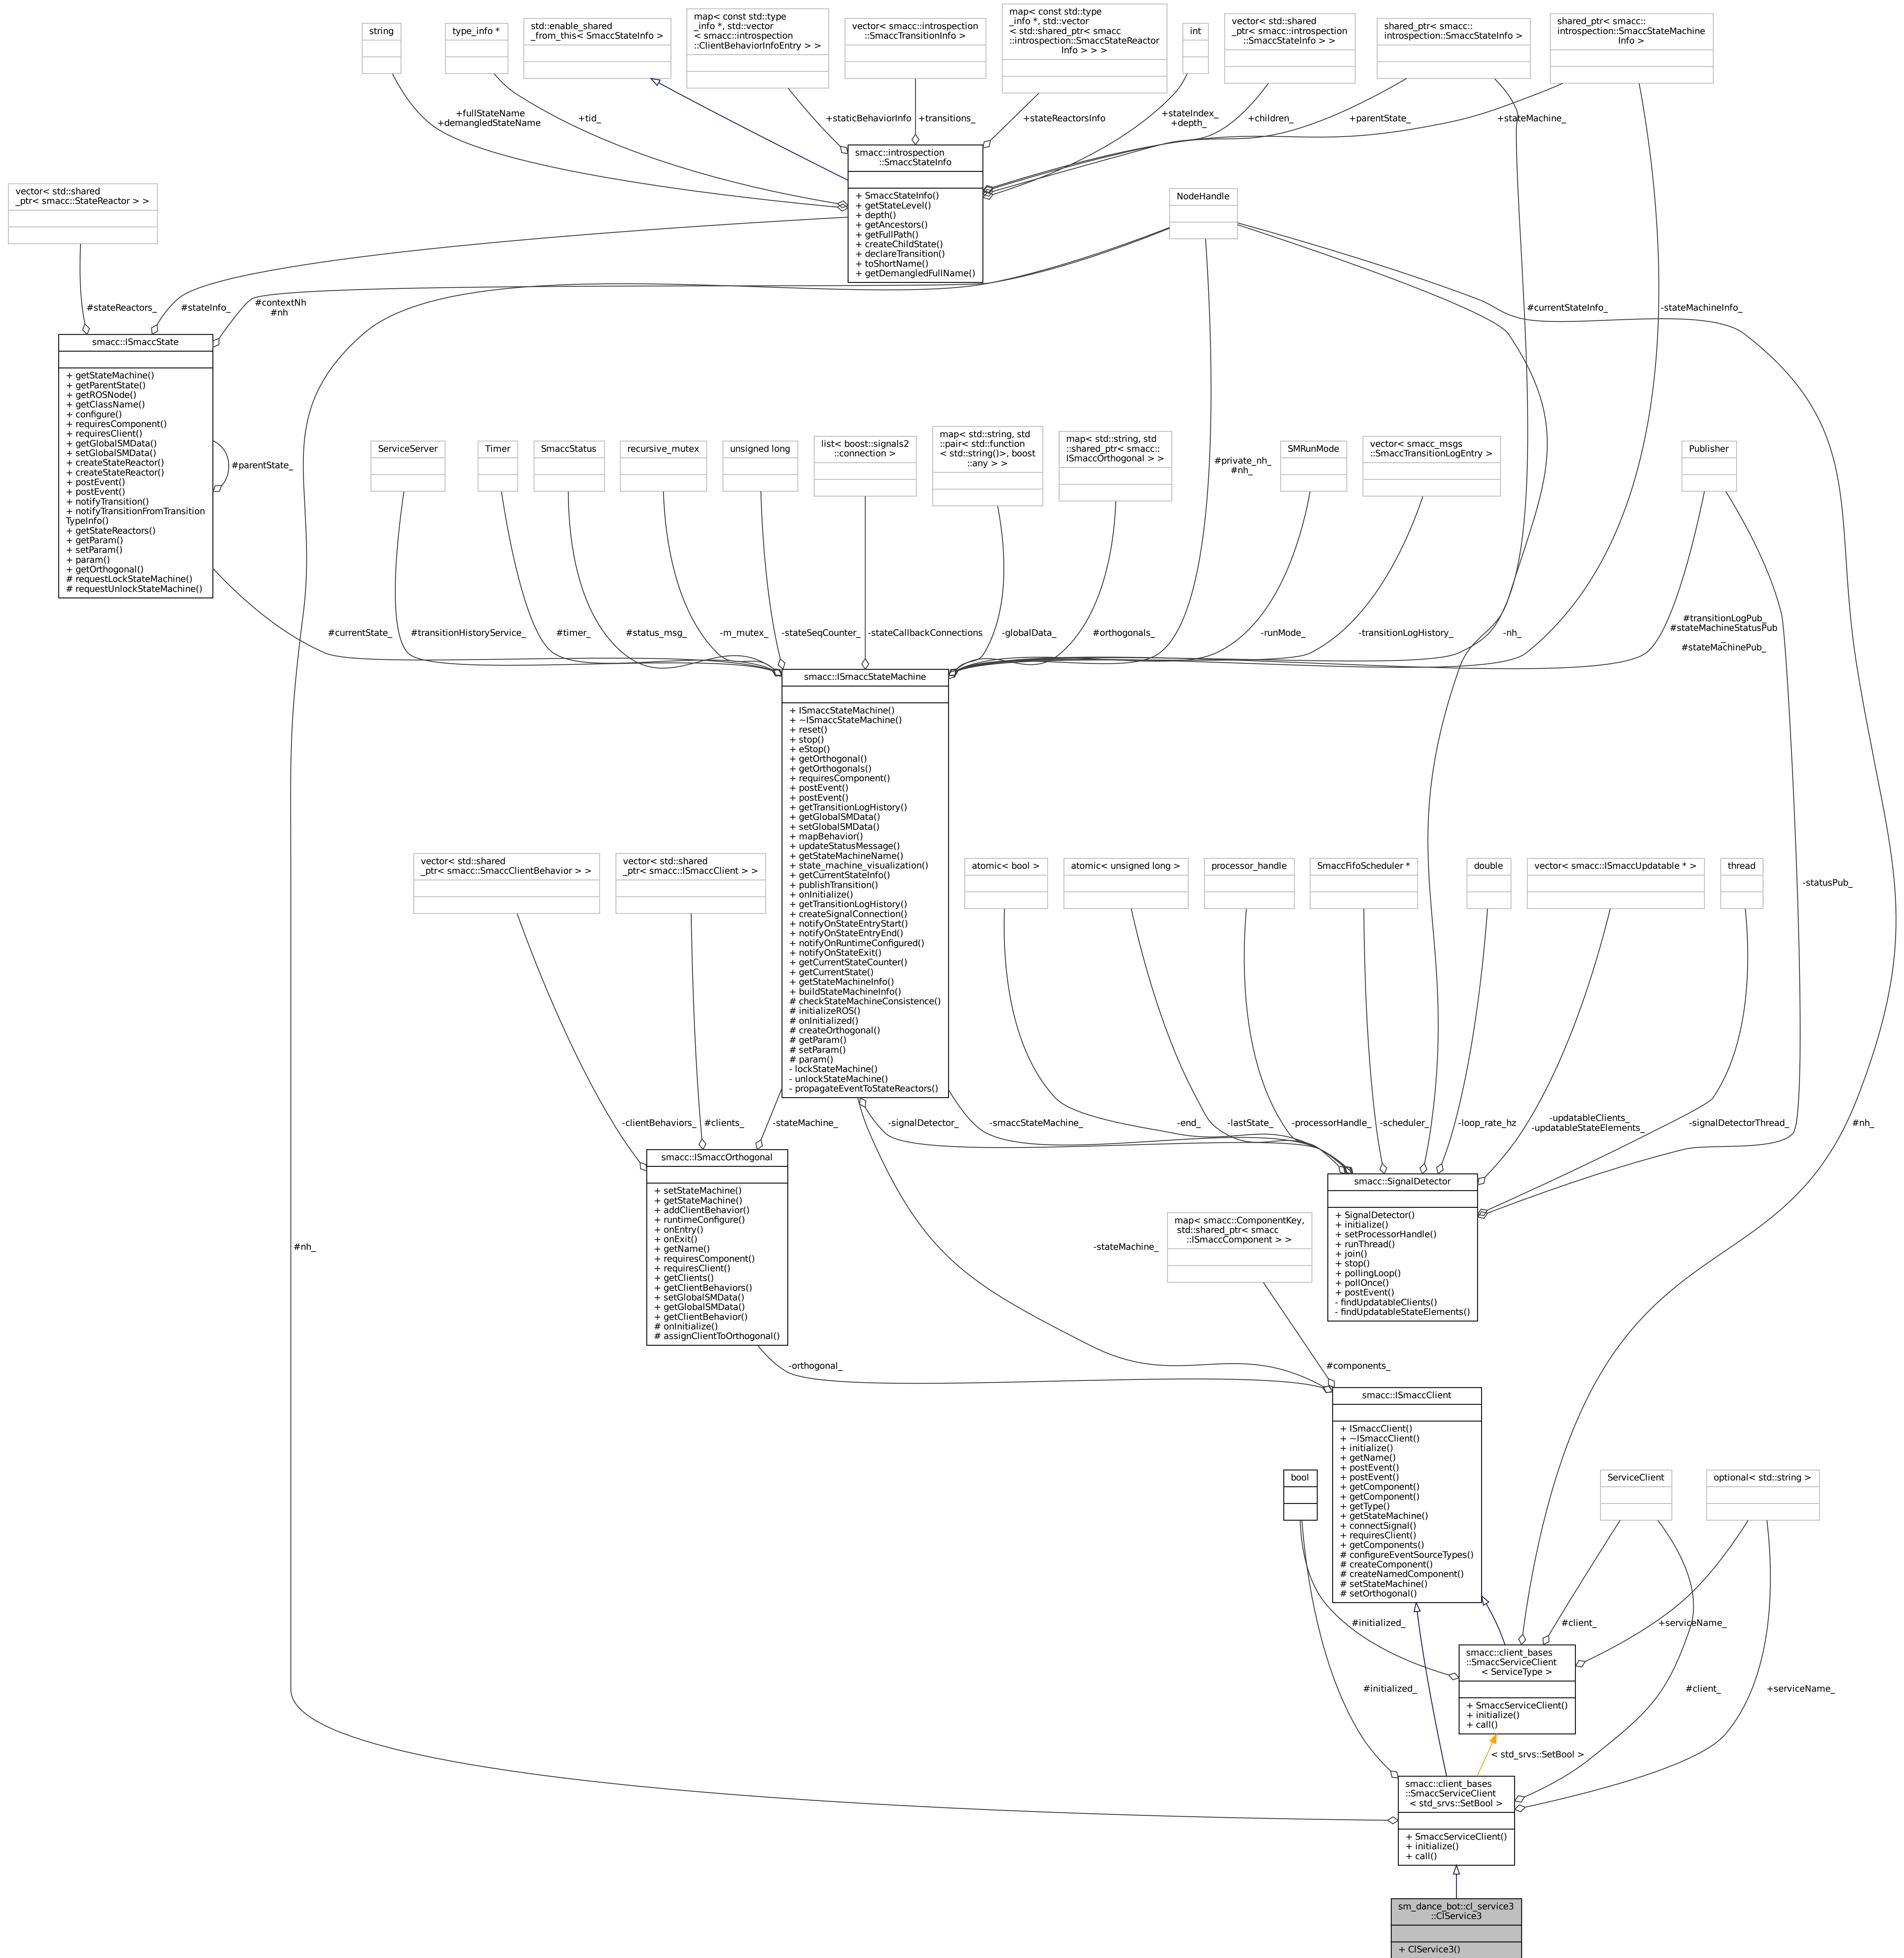 string
type_info *
std::enable_shared
_from_this< SmaccStateInfo >
map< const std::type
_info *, std::vector
< smacc::introspection
::ClientBehaviorInfoEntry > >
vector< smacc::introspection
::SmaccTransitionInfo >
map< const std::type
_info *, std::vector
< std::shared_ptr< smacc
::introspection::SmaccStateReactor
Info > > >
int
vector< std::shared
_ptr< smacc::introspection
::SmaccStateInfo > >
shared_ptr< smacc::
introspection::SmaccStateInfo >
shared_ptr< smacc::
introspection::SmaccStateMachine
Info >
+fullStateName
+demangledStateName
+tid_
+staticBehaviorInfo
+transitions_
+stateReactorsInfo
+stateIndex_
+depth_
+children_
+parentState_
+stateMachine_
smacc::introspection
::SmaccStateInfo
+ SmaccStateInfo()
+ getStateLevel()
+ depth()
+ getAncestors()
+ getFullPath()
+ createChildState()
+ declareTransition()
+ toShortName()
+ getDemangledFullName()
vector< std::shared
_ptr< smacc::StateReactor > >
NodeHandle
#stateReactors_
#stateInfo_
#contextNh
#nh
#currentStateInfo_
-stateMachineInfo_
smacc::ISmaccState
+ getStateMachine()
+ getParentState()
+ getROSNode()
+ getClassName()
+ configure()
+ requiresComponent()
+ requiresClient()
+ getGlobalSMData()
+ setGlobalSMData()
+ createStateReactor()
+ createStateReactor()
+ postEvent()
+ postEvent()
+ notifyTransition()
+ notifyTransitionFromTransition
TypeInfo()
+ getStateReactors()
+ getParam()
+ setParam()
+ param()
+ getOrthogonal()
# requestLockStateMachine()
# requestUnlockStateMachine()
#parentState_
ServiceServer
Timer
SmaccStatus
recursive_mutex
unsigned long
list< boost::signals2
::connection >
map< std::string, std
::pair< std::function
< std::string()>, boost
::any > >
map< std::string, std
::shared_ptr< smacc::
ISmaccOrthogonal > >
#private_nh_
#nh_
SMRunMode
vector< smacc_msgs
::SmaccTransitionLogEntry >
Publisher
#currentState_
#transitionHistoryService_
#timer_
#status_msg_
-m_mutex_
-stateSeqCounter_
-stateCallbackConnections
-globalData_
#orthogonals_
-runMode_
-transitionLogHistory_
-nh_
#transitionLogPub_
#stateMachineStatusPub
_
#stateMachinePub_
smacc::ISmaccStateMachine
+ ISmaccStateMachine()
+ ~ISmaccStateMachine()
+ reset()
+ stop()
+ eStop()
+ getOrthogonal()
+ getOrthogonals()
+ requiresComponent()
+ postEvent()
+ postEvent()
+ getTransitionLogHistory()
+ getGlobalSMData()
+ setGlobalSMData()
+ mapBehavior()
+ updateStatusMessage()
+ getStateMachineName()
+ state_machine_visualization()
+ getCurrentStateInfo()
+ publishTransition()
+ onInitialize()
+ getTransitionLogHistory()
+ createSignalConnection()
+ notifyOnStateEntryStart()
+ notifyOnStateEntryEnd()
+ notifyOnRuntimeConfigured()
+ notifyOnStateExit()
+ getCurrentStateCounter()
+ getCurrentState()
+ getStateMachineInfo()
+ buildStateMachineInfo()
# checkStateMachineConsistence()
# initializeROS()
# onInitialized()
# createOrthogonal()
# getParam()
# setParam()
# param()
- lockStateMachine()
- unlockStateMachine()
- propagateEventToStateReactors()
vector< std::shared
_ptr< smacc::SmaccClientBehavior > >
vector< std::shared
_ptr< smacc::ISmaccClient > >
atomic< bool >
atomic< unsigned long >
processor_handle
SmaccFifoScheduler *
double
vector< smacc::ISmaccUpdatable * >
thread
-statusPub_
-clientBehaviors_
#clients_
-stateMachine_
-signalDetector_
-smaccStateMachine_
-end_
-lastState_
-processorHandle_
-scheduler_
-loop_rate_hz
-updatableClients_
-updatableStateElements_
-signalDetectorThread_
#nh_
smacc::ISmaccOrthogonal
+ setStateMachine()
+ getStateMachine()
+ addClientBehavior()
+ runtimeConfigure()
+ onEntry()
+ onExit()
+ getName()
+ requiresComponent()
+ requiresClient()
+ getClients()
+ getClientBehaviors()
+ setGlobalSMData()
+ getGlobalSMData()
+ getClientBehavior()
# onInitialize()
# assignClientToOrthogonal()
smacc::SignalDetector
+ SignalDetector()
+ initialize()
+ setProcessorHandle()
+ runThread()
+ join()
+ stop()
+ pollingLoop()
+ pollOnce()
+ postEvent()
- findUpdatableClients()
- findUpdatableStateElements()
#nh_
-stateMachine_
map< smacc::ComponentKey,
std::shared_ptr< smacc
::ISmaccComponent > >
-orthogonal_
#components_
smacc::ISmaccClient
+ ISmaccClient()
+ ~ISmaccClient()
+ initialize()
+ getName()
+ postEvent()
+ postEvent()
+ getComponent()
+ getComponent()
+ getType()
+ getStateMachine()
+ connectSignal()
+ requiresClient()
+ getComponents()
# configureEventSourceTypes()
# createComponent()
# createNamedComponent()
# setStateMachine()
# setOrthogonal()
bool
ServiceClient
optional< std::string >
#initialized_
#client_
+serviceName_
smacc::client_bases
::SmaccServiceClient
< ServiceType >
+ SmaccServiceClient()
+ initialize()
+ call()
#initialized_
#client_
+serviceName_
< std_srvs::SetBool >
smacc::client_bases
::SmaccServiceClient
< std_srvs::SetBool >
+ SmaccServiceClient()
+ initialize()
+ call()
sm_dance_bot::cl_service3
::ClService3
+ ClService3()